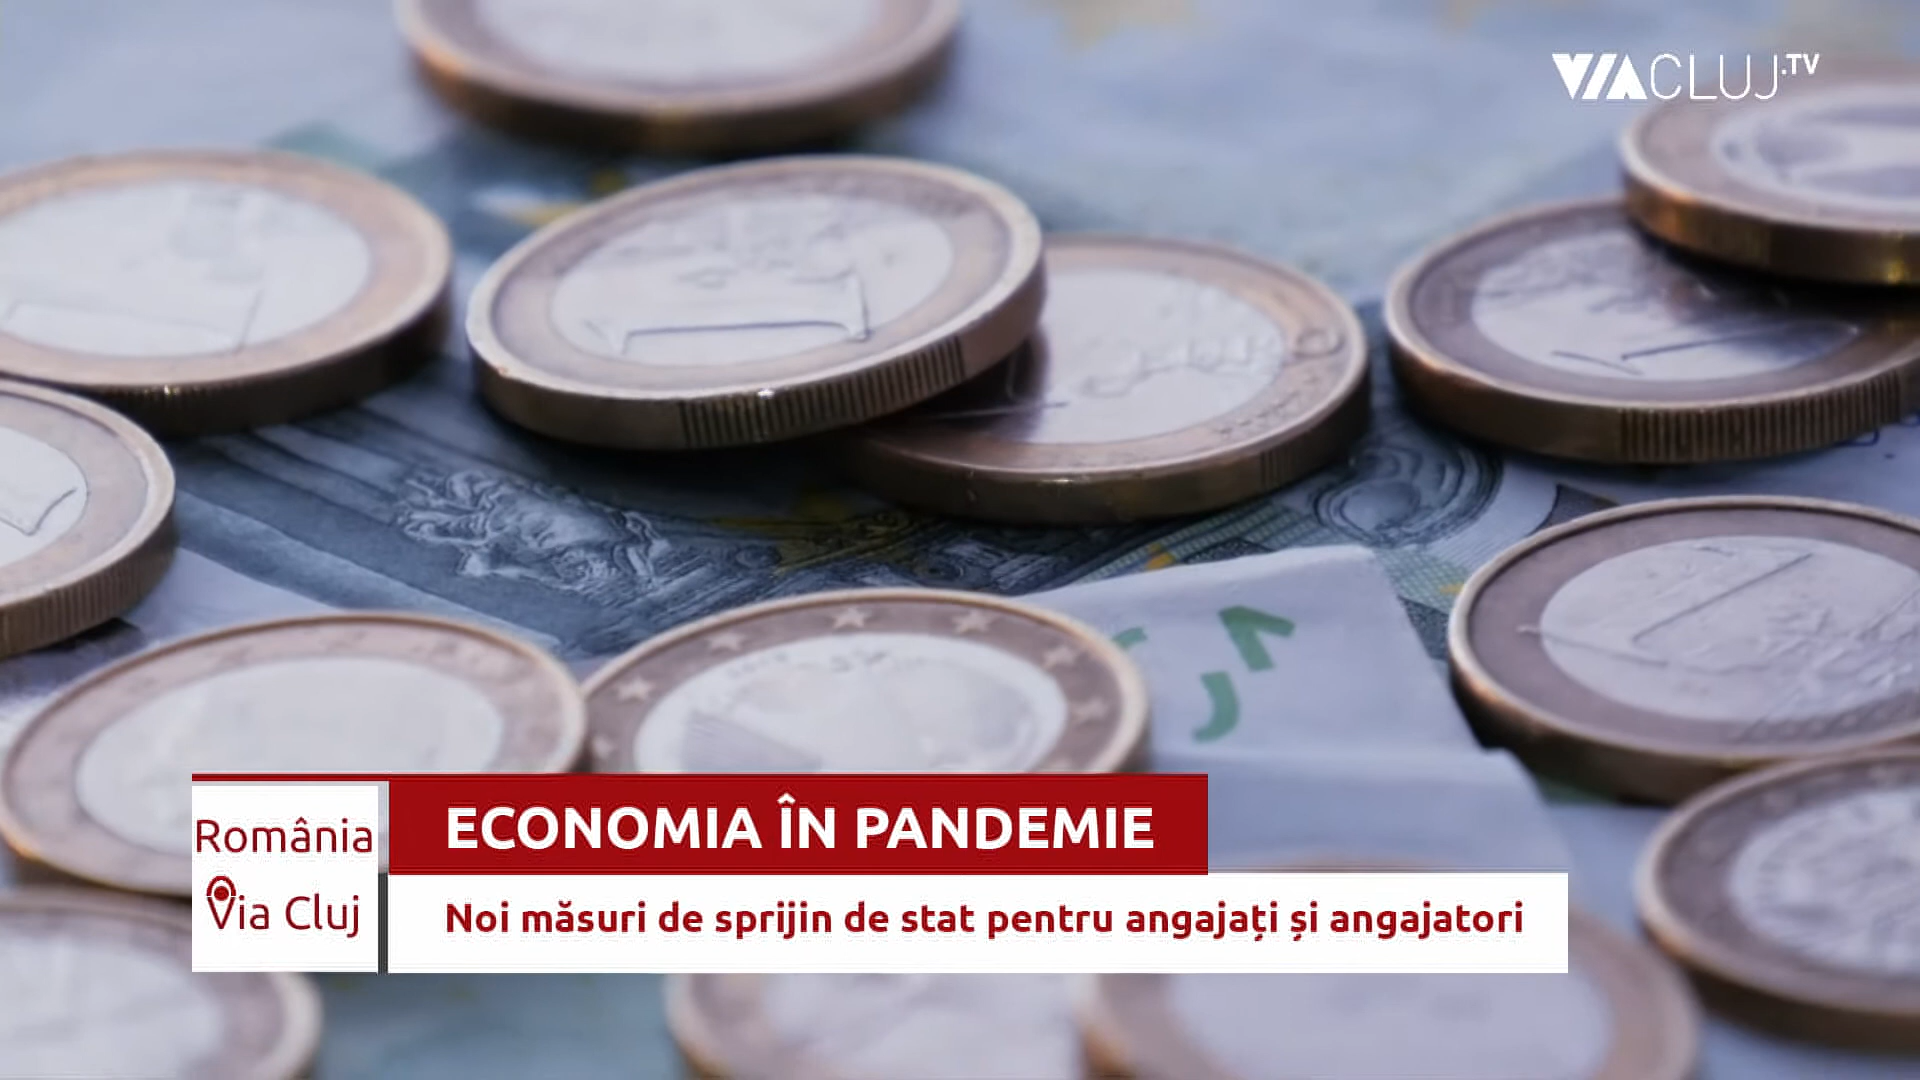 VIACLUJ.TV
ECONOMIA ÎN PANDEMIE
România
Via Cluj
Noi măsuri de sprijin de stat pentru angajați și angajatori